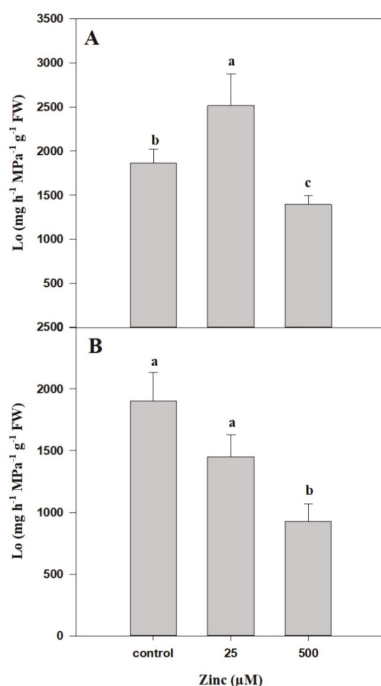 3500
A
3000
a
2500
b
2000
c
1500
1000
500
Lo (mg h⁻¹ MPa⁻¹ g⁻¹ FW)
2500
B
a
2000
a
1500
b
1000
500
0
Lo (mg h⁻¹ MPa⁻¹ g⁻¹ FW)
control 25 500
Zinc (µM)